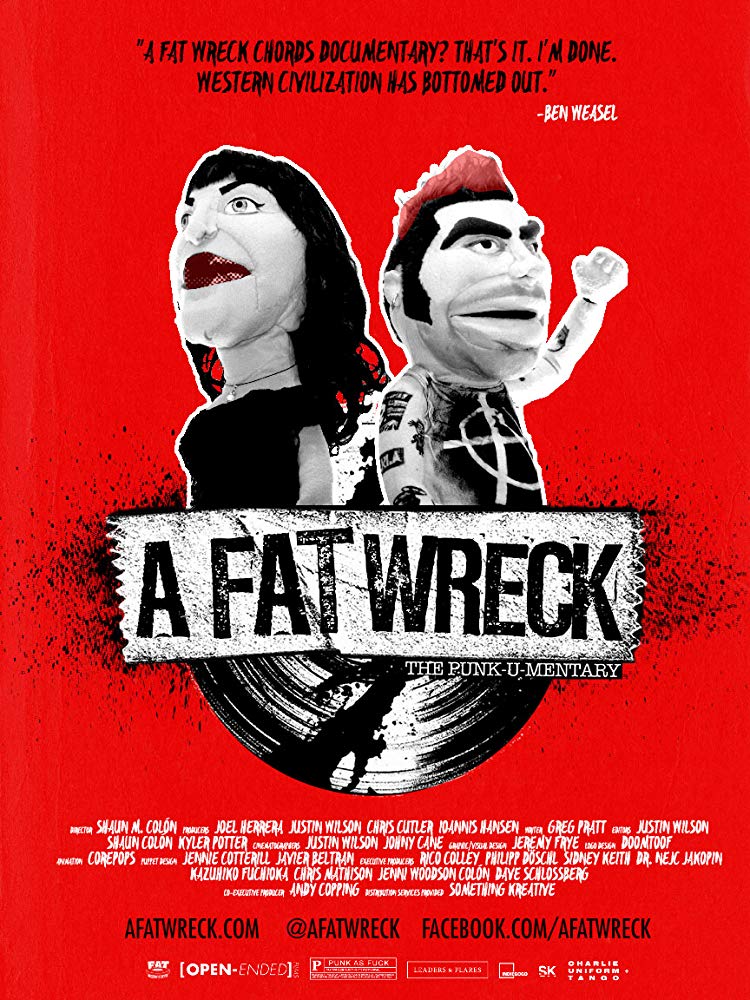 "A FAT WRECK CHORDS DOCUMENTARY? THAT'S IT. I'M DONE.
WESTERN CIVILIZATION HAS BOTTOMED OUT."
-BEN WEASEL
A FAT WRECK
THE PUNK-U-MENTARY
DIRECTOR SHAUN M. COLÓN PRODUCERS JOEL HERRERA JUSTIN WILSON CHRIS CUTLER IOANNIS HANSEN WRITER GREG PRATT EDITORS JUSTIN WILSON
SHAUN COLÓN KYLER POTTER CINEMATOGRAPHERS JUSTIN WILSON JOHNY CANE GRAPHIC/VISUAL DESIGN JEREMY FRYE LOGO DESIGN DOOMTOOF
ANIMATION COREPOPS PUPPET DESIGN JENNIE COTTERILL JAVIER BELTRAN EXECUTIVE PRODUCERS RICO COLLEY PHILIPP DÖSCHL SIDNEY KEITH DR. NEJC JAKOPIN
KAZUHIKO FUCHIOKA CHRIS MATHISON JENNI WOODSON COLÓN DAVE SCHLOSSBERG
CO-EXECUTIVE PRODUCER ANDY COPPING DISTRIBUTION SERVICES PROVIDED SOMETHING KREATIVE
AFATWRECK.COM @AFATWRECK FACEBOOK.COM/AFATWRECK
FAT [OPEN-ENDED] FILMS P PUNK AS FUCK LEADERS & FLARES INDIEGOGO SK CHARLIE
UNIFORM +
TANGO